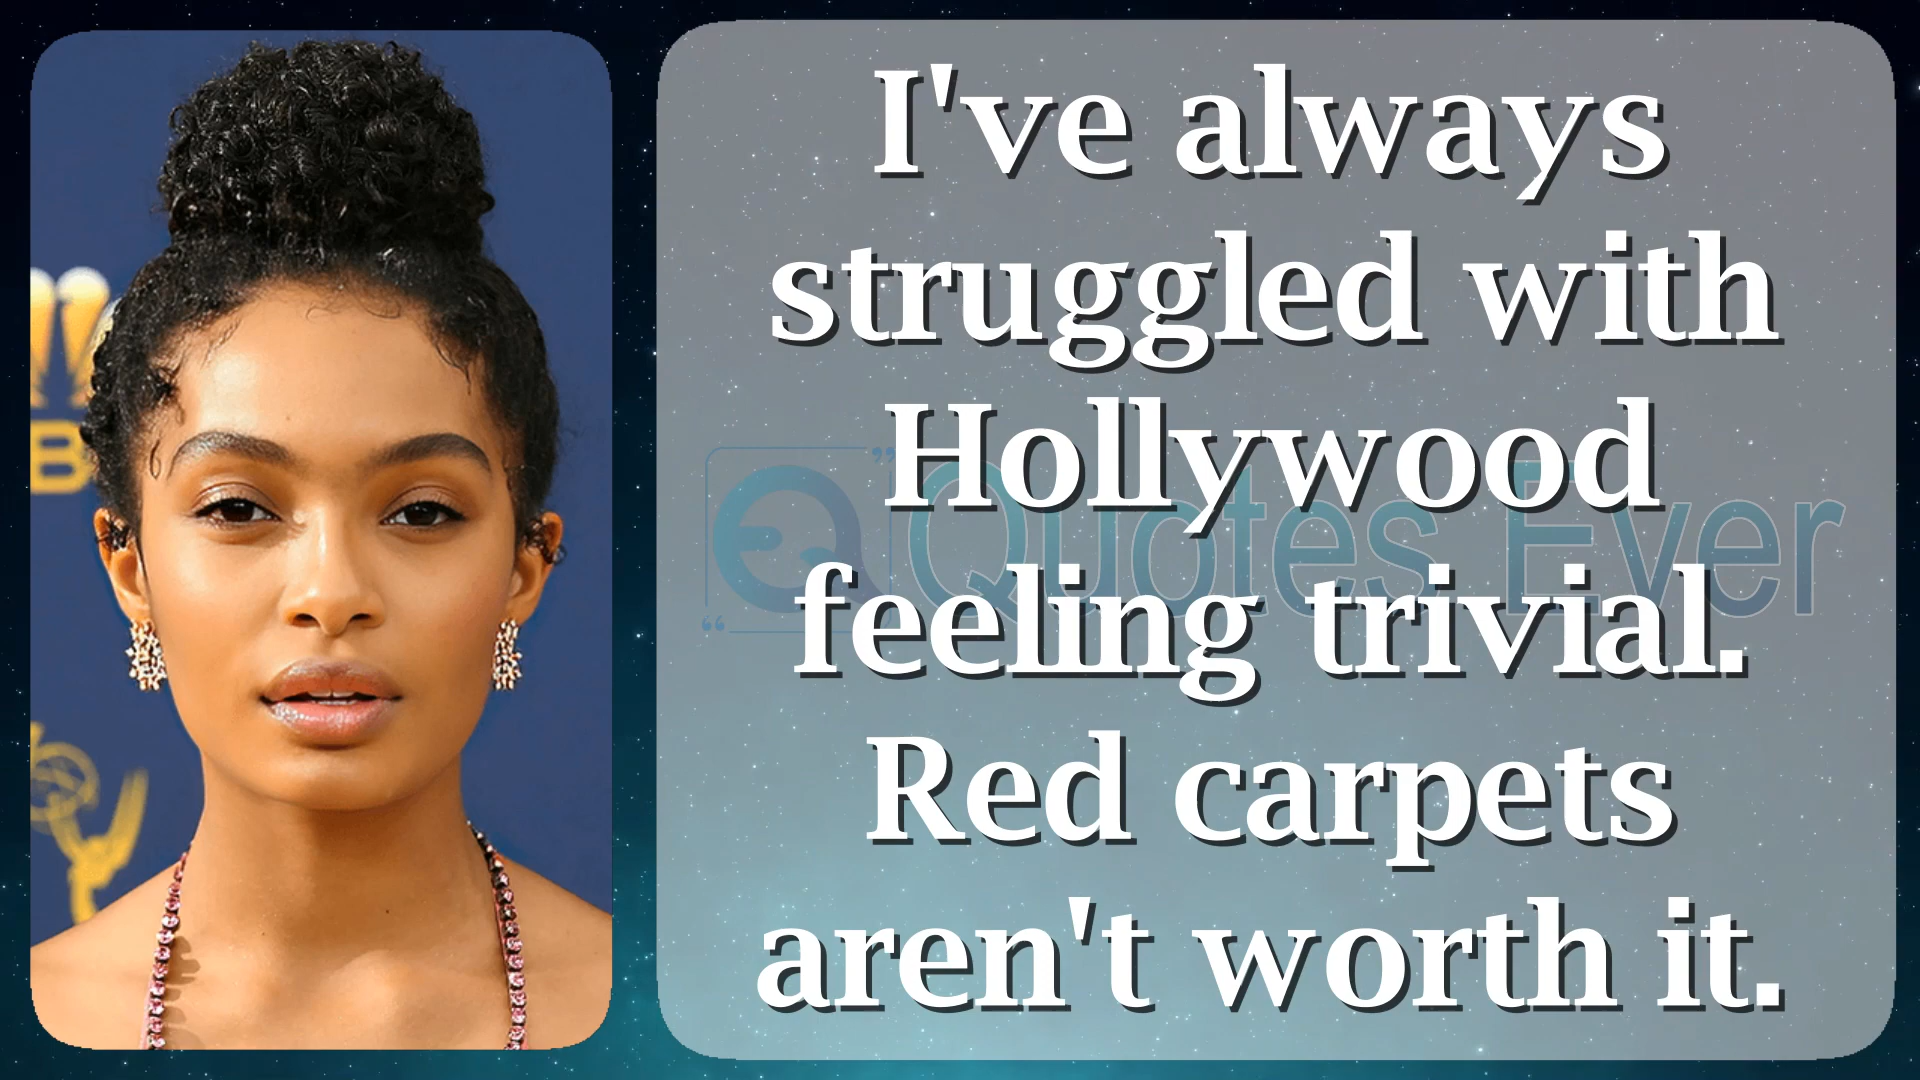 I've always
struggled with
Hollywood
feeling trivial.
Red carpets
aren't worth it.
Quotes Ever
B